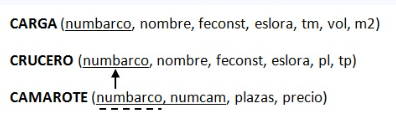 CARGA (numbarco, nombre, feconst, eslora, tm, vol, m2)
CRUCERO (numbarco, nombre, feconst, eslora, pl, tp)
CAMAROTE (numbarco, numcam, plazas, precio)